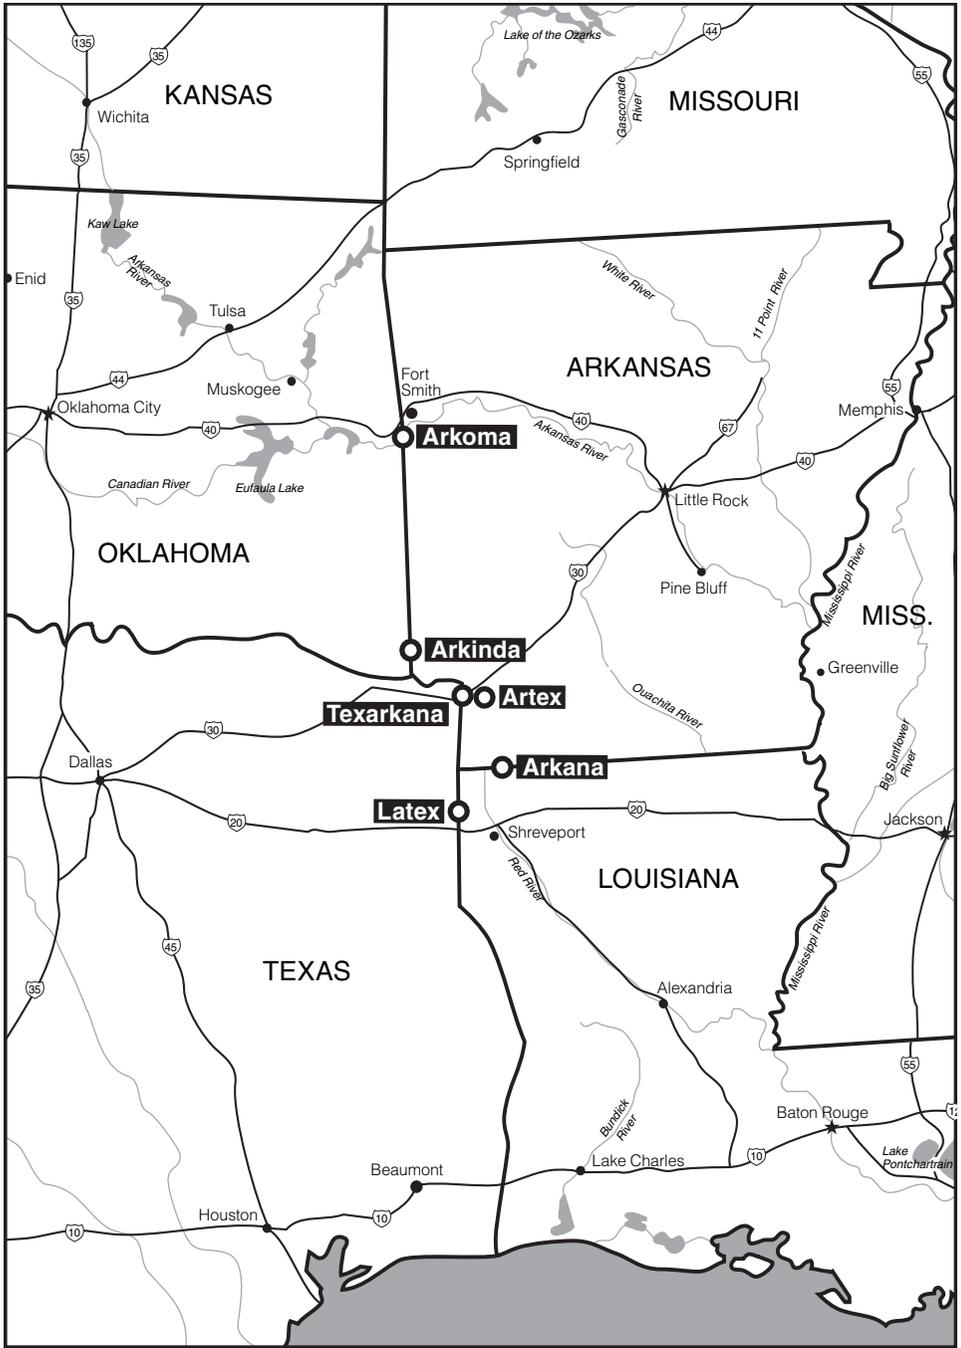 Lake of the Ozarks
44
135
35
55
KANSAS
MISSOURI
Gasconade
River
Wichita
35
Springfield
Kaw Lake
Arkansas
River
White River
11 Point River
Enid
35
Tulsa
ARKANSAS
44
Fort
Smith
Muskogee
55
Oklahoma City
Memphis
40
Arkoma
40
Arkansas River
67
40
Canadian River
Eufaula Lake
Little Rock
OKLAHOMA
30
Pine Bluff
Mississippi River
MISS.
Arkinda
Greenville
Artex
Texarkana
Ouachita River
30
Big Sunflower
River
Dallas
Arkana
Latex
20
20
Shreveport
Jackson
Red River
LOUISIANA
Mississippi River
45
TEXAS
35
Alexandria
55
Bundick
River
Baton Rouge
12
Lake
Pontchartrain
Beaumont
Lake Charles
10
Houston
10
10